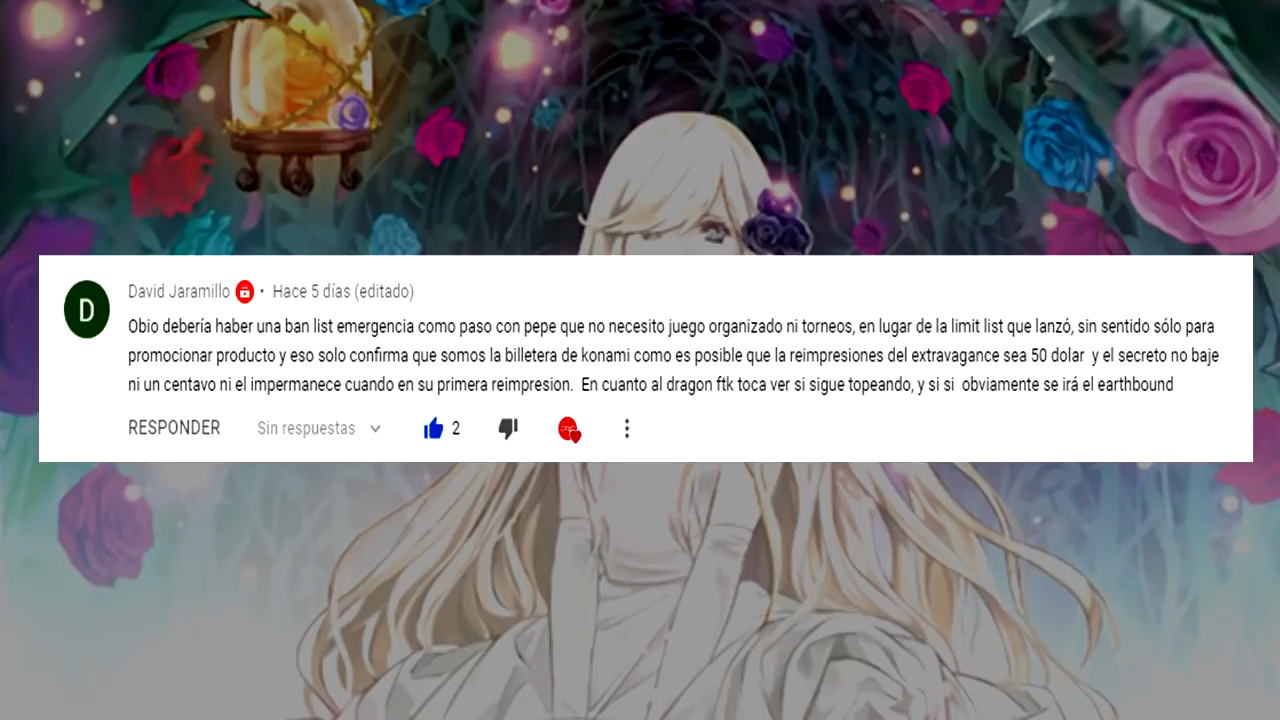 D
David Jaramillo • Hace 5 días (editado)
Obio debería haber una ban list emergencia como paso con pepe que no necesito juego organizado ni torneos, en lugar de la limit list que lanzó, sin sentido sólo para
promocionar producto y eso solo confirma que somos la billetera de konami como es posible que la reimpresiones del extravagance sea 50 dolar  y el secreto no baje
ni un centavo ni el impermanece cuando en su primera reimpresion.  En cuanto al dragon ftk toca ver si sigue topeando, y si si  obviamente se irá el earthbound
RESPONDER Sin respuestas 2